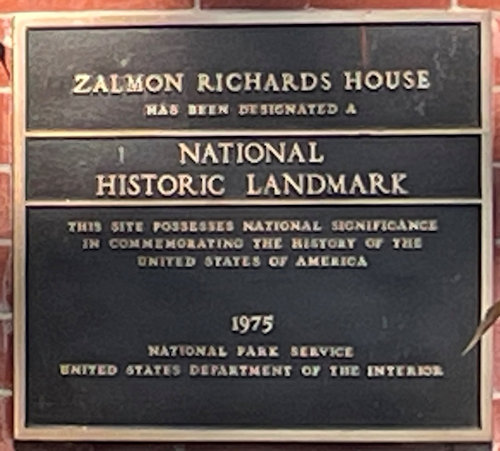 ZALMON RICHARDS HOUSE
HAS BEEN DESIGNATED A
NATIONAL
HISTORIC LANDMARK
THIS SITE POSSESSES NATIONAL SIGNIFICANCE
IN COMMEMORATING THE HISTORY OF THE
UNITED STATES OF AMERICA
1975
NATIONAL PARK SERVICE
UNITED STATES DEPARTMENT OF THE INTERIOR